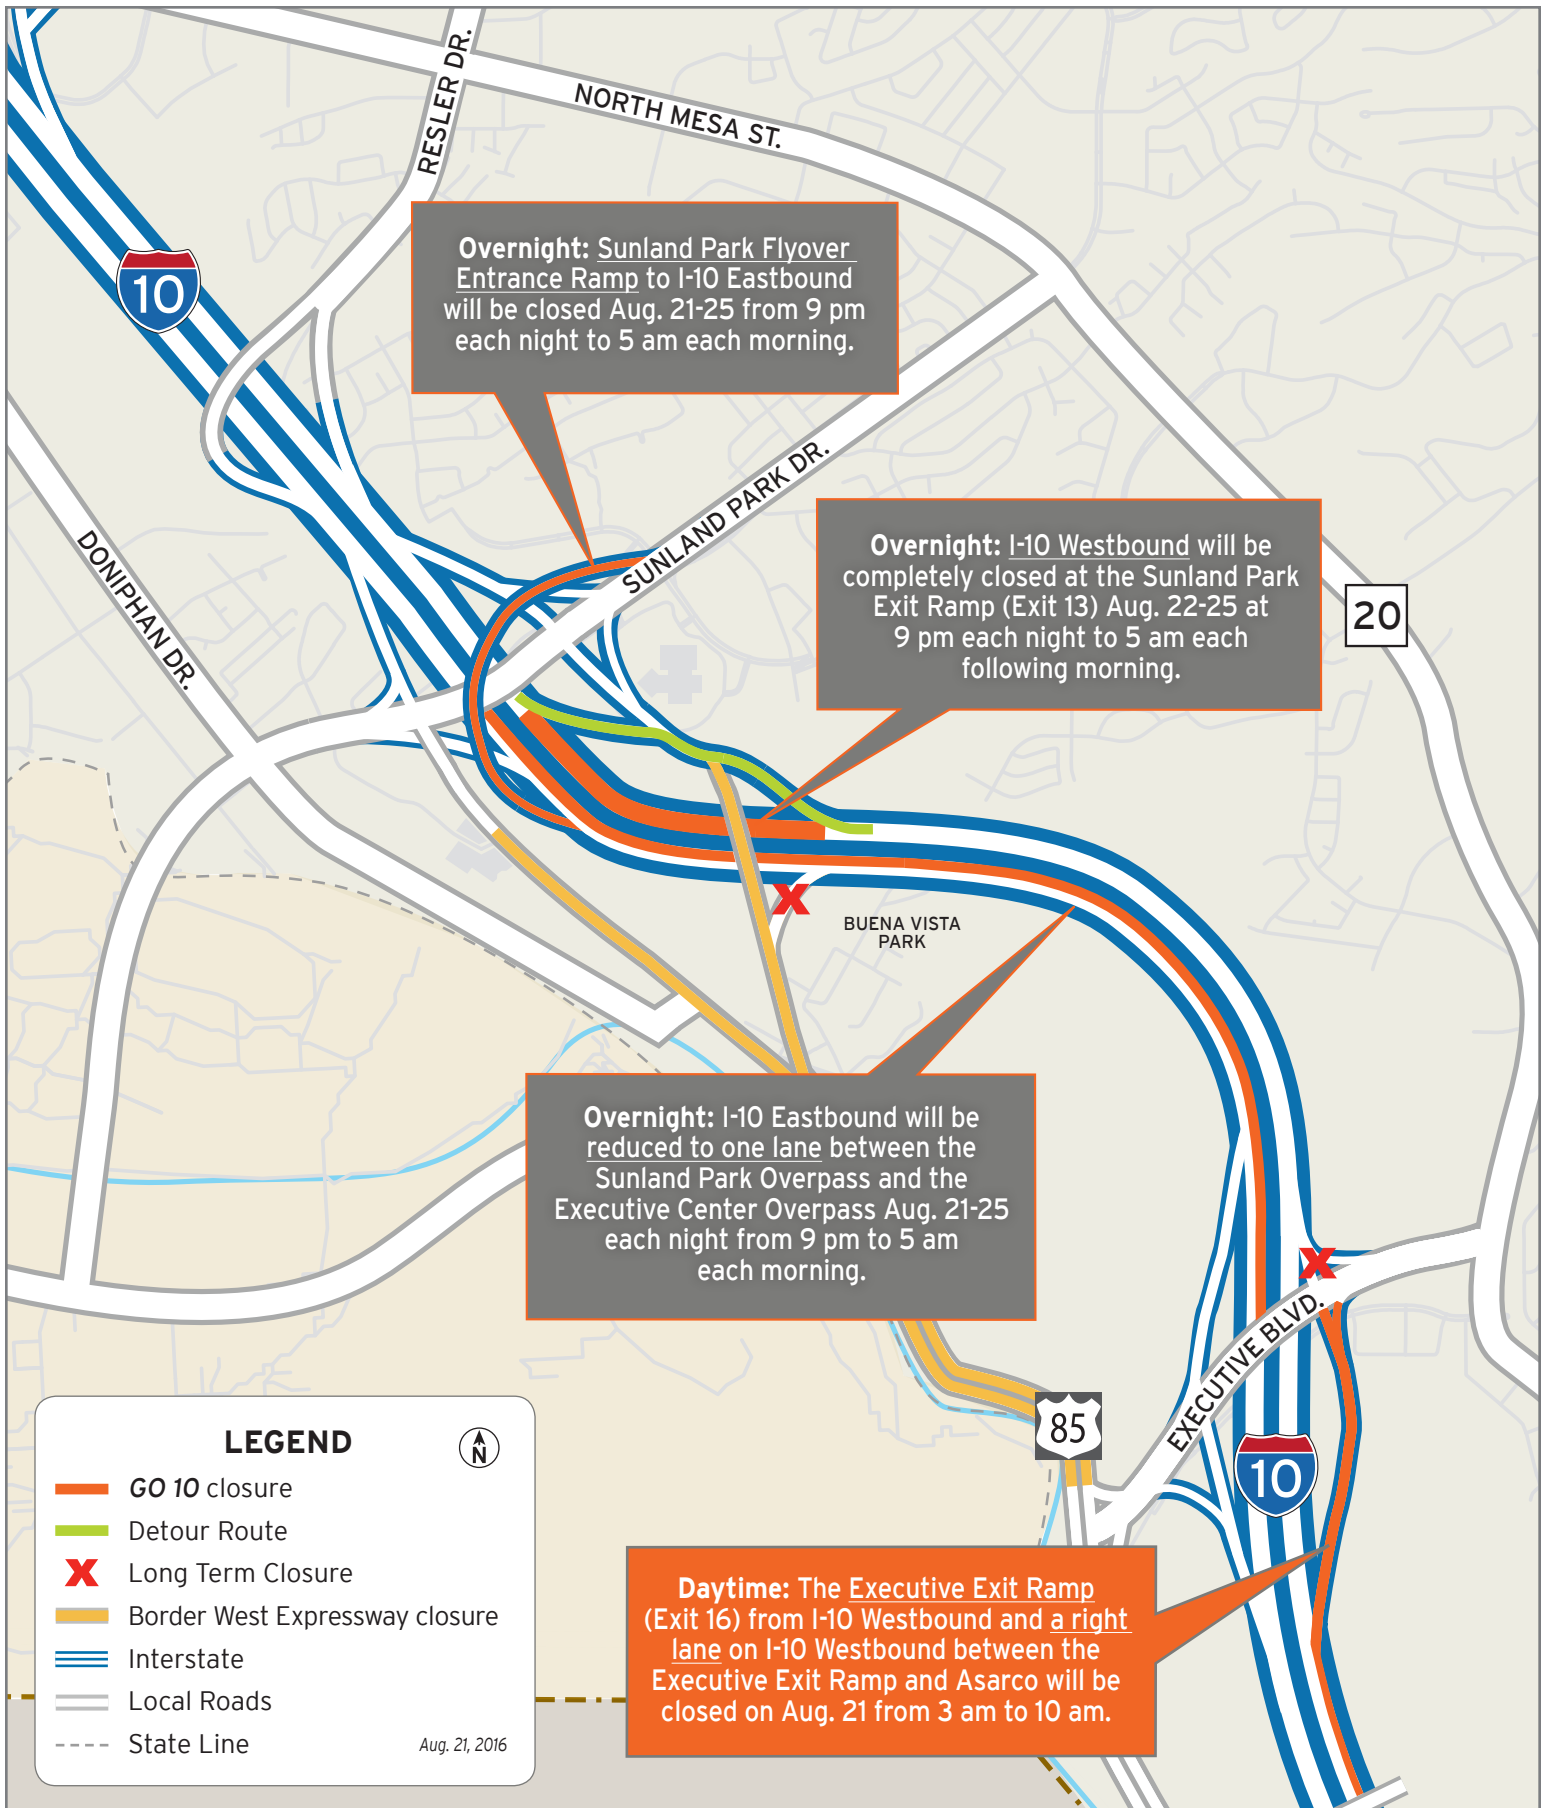 RESLER DR.
NORTH MESA ST.
10
Overnight: Sunland Park Flyover
Entrance Ramp to I-10 Eastbound
will be closed Aug. 21-25 from 9 pm
each night to 5 am each morning.
SUNLAND PARK DR.
DONIPHAN DR.
Overnight: I-10 Westbound will be
completely closed at the Sunland Park
Exit Ramp (Exit 13) Aug. 22-25 at
9 pm each night to 5 am each
following morning.
20
BUENA VISTA
PARK
Overnight: I-10 Eastbound will be
reduced to one lane between the
Sunland Park Overpass and the
Executive Center Overpass Aug. 21-25
each night from 9 pm to 5 am
each morning.
EXECUTIVE BLVD.
85
10
Daytime: The Executive Exit Ramp
(Exit 16) from I-10 Westbound and a right
lane on I-10 Westbound between the
Executive Exit Ramp and Asarco will be
closed on Aug. 21 from 3 am to 10 am.
LEGEND
N
GO 10 closure
Detour Route
X Long Term Closure
Border West Expressway closure
Interstate
Local Roads
State Line
Aug. 21, 2016